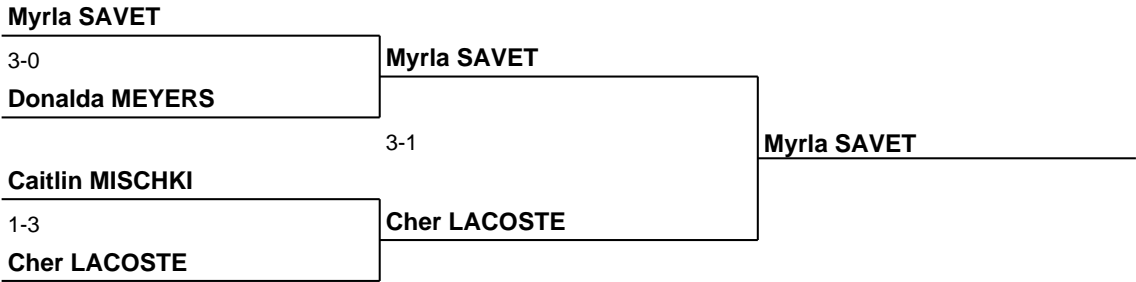 Myrla SAVET
3-0
Myrla SAVET
Donalda MEYERS
3-1
Myrla SAVET
Caitlin MISCHKI
1-3
Cher LACOSTE
Cher LACOSTE